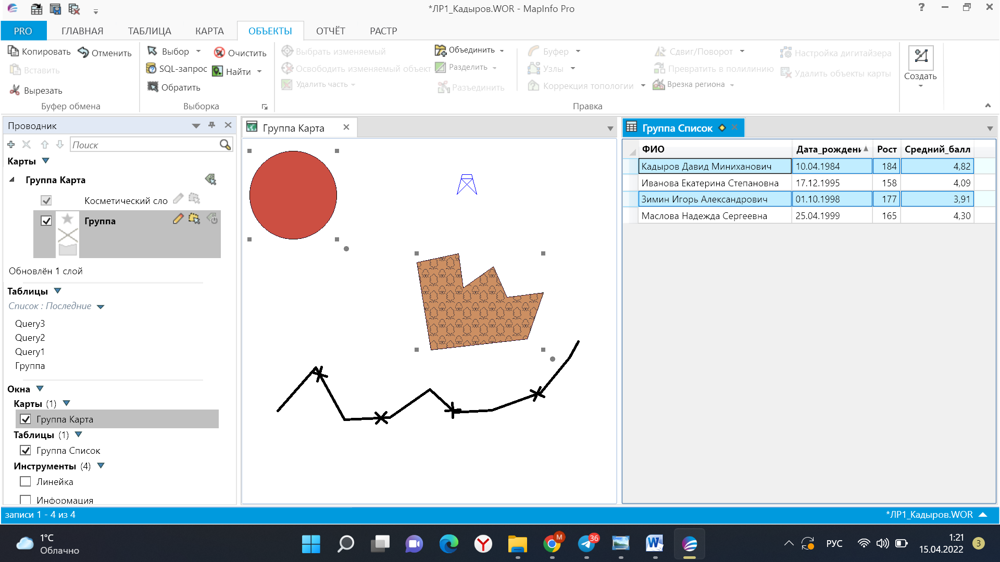 *ЛР1_Кадыров.WOR - MapInfo Pro
PRO ГЛАВНАЯ ТАБЛИЦА КАРТА ОБЪЕКТЫ ОТЧЁТ РАСТР
Копировать Отменить
Вставить
Вырезать
Буфер обмена
Выбор Очистить
SQL-запрос Найти
Обратить
Выборка
Выбрать изменяемый Объединить
Освободить изменяемый объект Разделить
Удалить часть Разъединить
Буфер Сдвиг/Поворот Настройка дигитайзера
Узлы Превратить в полилинию Удалить объекты карты
Коррекция топологии Врезка региона
Правка
Создать
Проводник
Поиск
Карты
Группа Карта
Косметический сло
Группа
Обновлён 1 слой
Таблицы
Список : Последние
Query3
Query2
Query1
Группа
Окна
Карты (1)
Группа Карта
Таблицы (1)
Группа Список
Инструменты (4)
Линейка
Информация
Группа Карта
Группа Список
ФИО Дата_рождени Рост Средний_балл
Кадыров Давид Миниханович 10.04.1984 184 4,82
Иванова Екатерина Степановна 17.12.1995 158 4,09
Зимин Игорь Александрович 01.10.1998 177 3,91
Маслова Надежда Сергеевна 25.04.1999 165 4,30
записи 1 - 4 из 4 *ЛР1_Кадыров.WOR
1°C
Облачно
M
36
W
РУС
1:21
15.04.2022
3